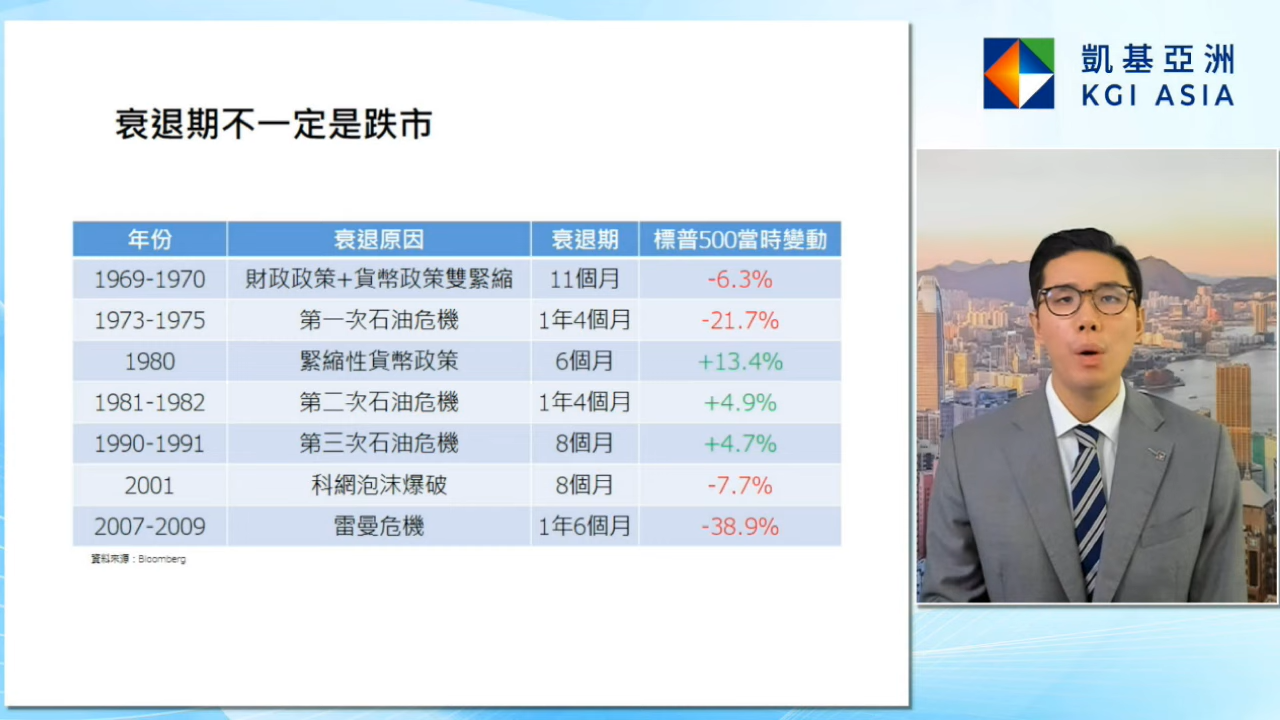 凱基亞洲
KGI ASIA
衰退期不一定是跌市
年份 衰退原因 衰退期 標普500當時變動
1969-1970 財政政策+貨幣政策雙緊縮 11個月 -6.3%
1973-1975 第一次石油危機 1年4個月 -21.7%
1980 緊縮性貨幣政策 6個月 +13.4%
1981-1982 第二次石油危機 1年4個月 +4.9%
1990-1991 第三次石油危機 8個月 +4.7%
2001 科網泡沫爆破 8個月 -7.7%
2007-2009 雷曼危機 1年6個月 -38.9%
資料來源：Bloomberg